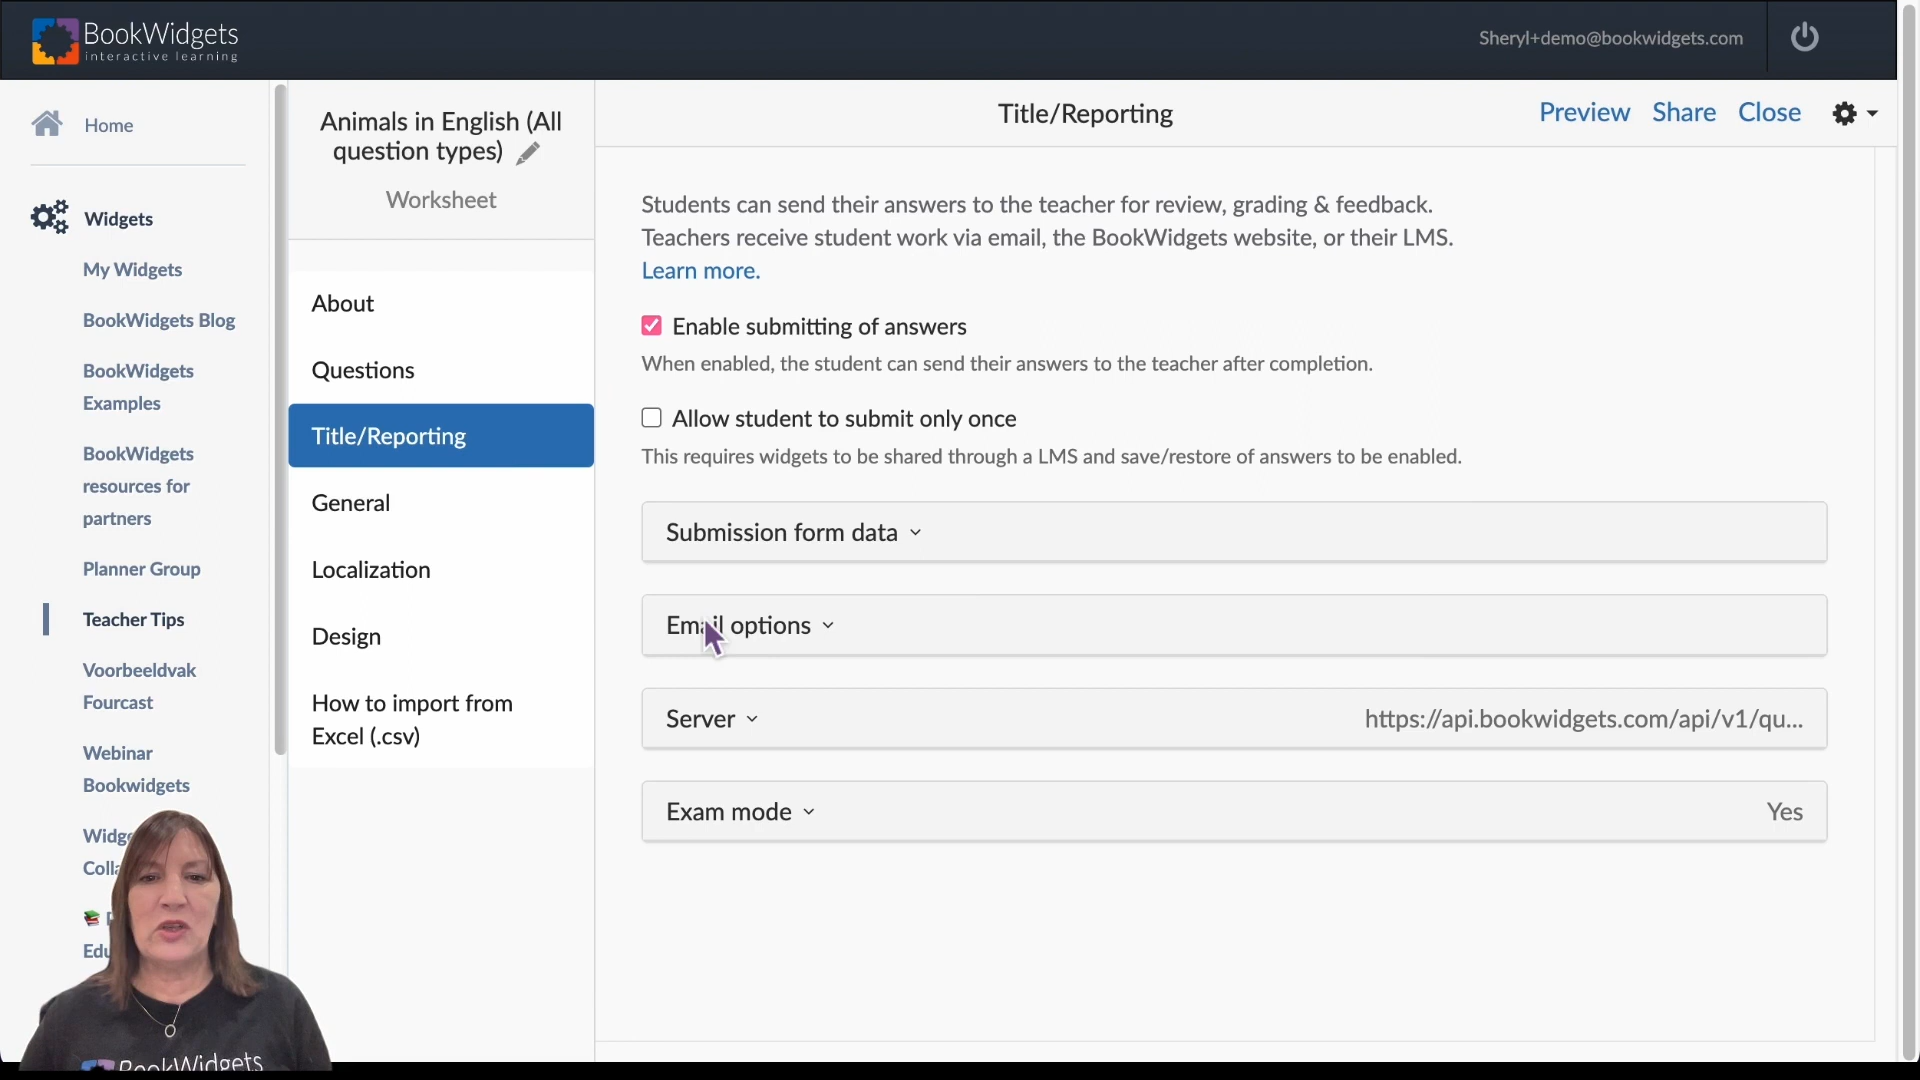 BookWidgets
interactive learning
Sheryl+demo@bookwidgets.com
Home
Widgets
My Widgets
BookWidgets Blog
BookWidgets
Examples
BookWidgets
resources for
partners
Planner Group
Teacher Tips
Voorbeeldvak
Fourcast
Webinar
Bookwidgets
Animals in English (All
question types)
Worksheet
About
Questions
Title/Reporting
General
Localization
Design
How to import from
Excel (.csv)
Title/Reporting
Preview Share Close
Students can send their answers to the teacher for review, grading & feedback.
Teachers receive student work via email, the BookWidgets website, or their LMS.
Learn more.
Enable submitting of answers
When enabled, the student can send their answers to the teacher after completion.
Allow student to submit only once
This requires widgets to be shared through a LMS and save/restore of answers to be enabled.
Submission form data
Email options
Server https://api.bookwidgets.com/api/v1/qu...
Exam mode Yes
BookWidgets